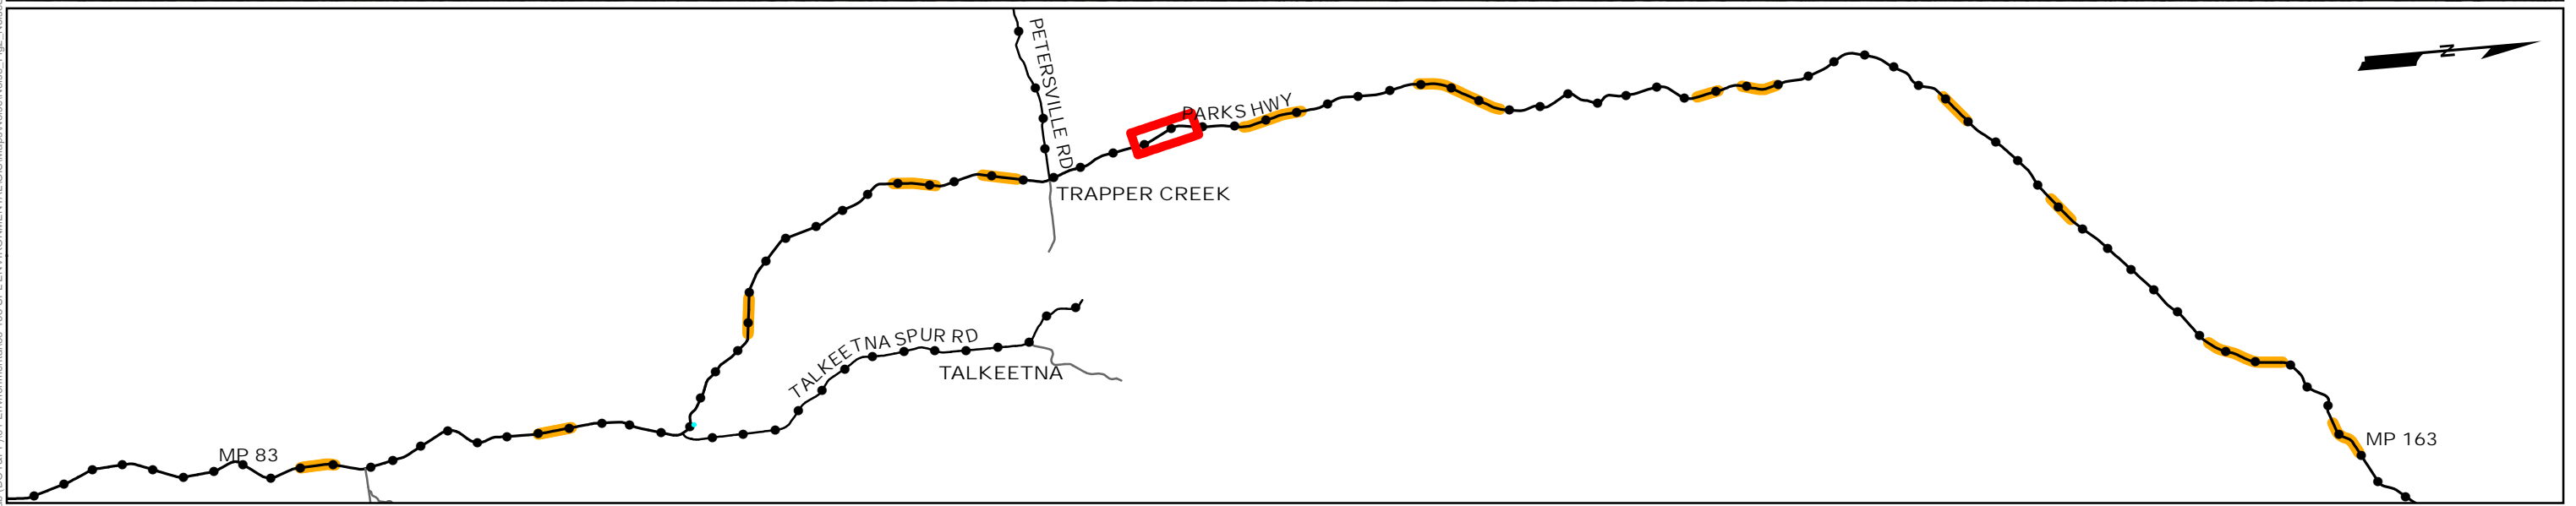 N
PETERSVILLE RD
PARKS HWY
TRAPPER CREEK
TALKEETNA SPUR RD
TALKEETNA
MP 83
MP 163